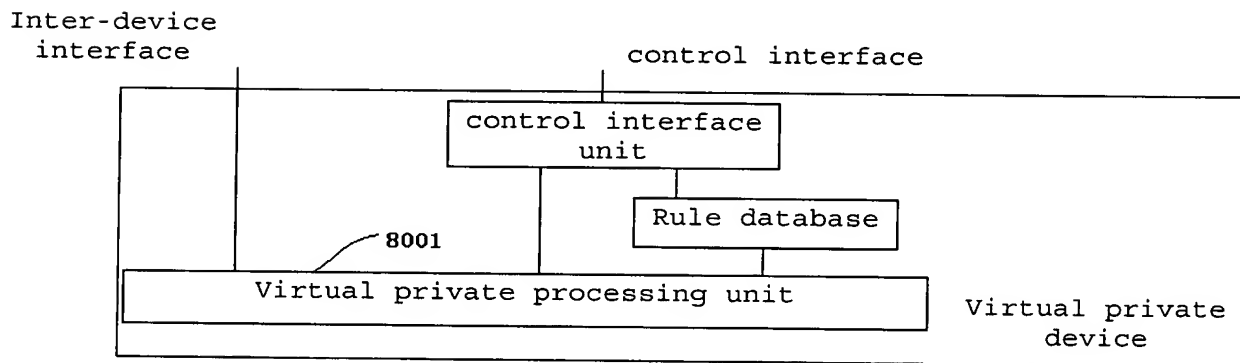 Inter-device
interface
control interface
control interface
unit
Rule database
8001
Virtual private processing unit
Virtual private
device